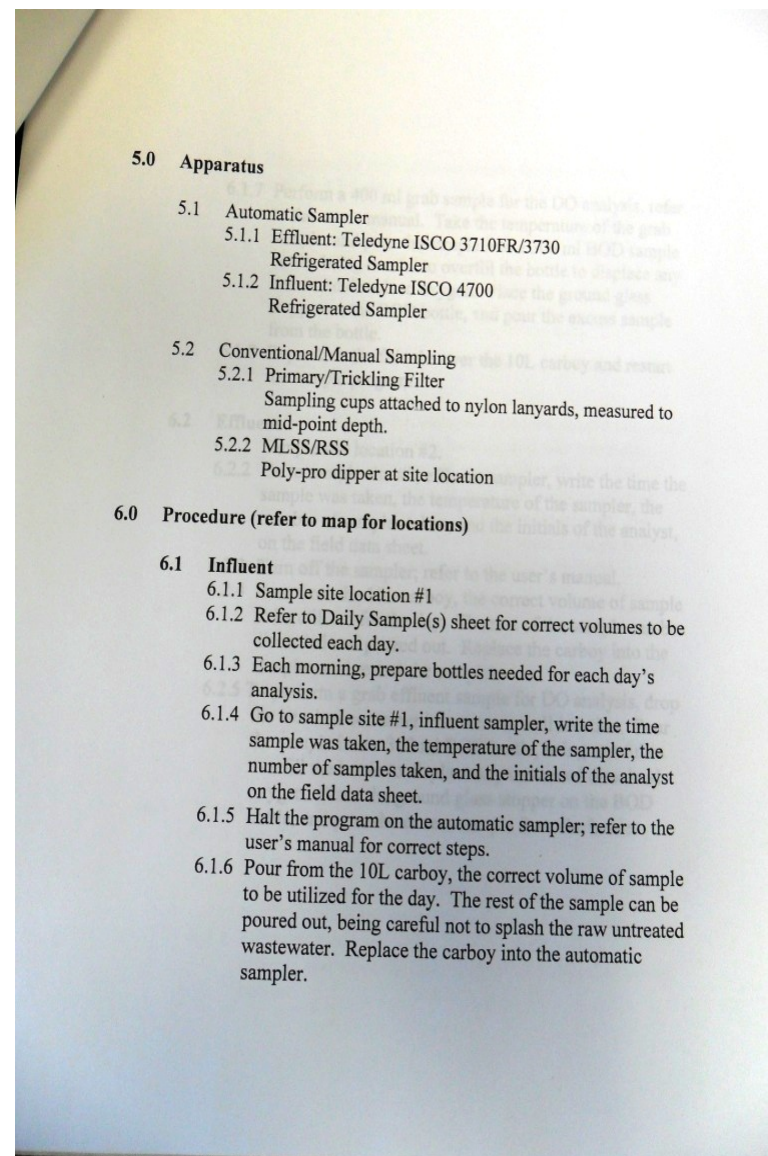 5.0 Apparatus
5.1 Automatic Sampler
5.1.1 Effluent: Teledyne ISCO 3710FR/3730
Refrigerated Sampler
5.1.2 Influent: Teledyne ISCO 4700
Refrigerated Sampler
5.2 Conventional/Manual Sampling
5.2.1 Primary/Trickling Filter
Sampling cups attached to nylon lanyards, measured to
mid-point depth.
5.2.2 MLSS/RSS
Poly-pro dipper at site location
6.0 Procedure (refer to map for locations)
6.1 Influent
6.1.1 Sample site location #1
6.1.2 Refer to Daily Sample(s) sheet for correct volumes to be
collected each day.
6.1.3 Each morning, prepare bottles needed for each day's
analysis.
6.1.4 Go to sample site #1, influent sampler, write the time
sample was taken, the temperature of the sampler, the
number of samples taken, and the initials of the analyst
on the field data sheet.
6.1.5 Halt the program on the automatic sampler; refer to the
user's manual for correct steps.
6.1.6 Pour from the 10L carboy, the correct volume of sample
to be utilized for the day.  The rest of the sample can be
poured out, being careful not to splash the raw untreated
wastewater.  Replace the carboy into the automatic
sampler.